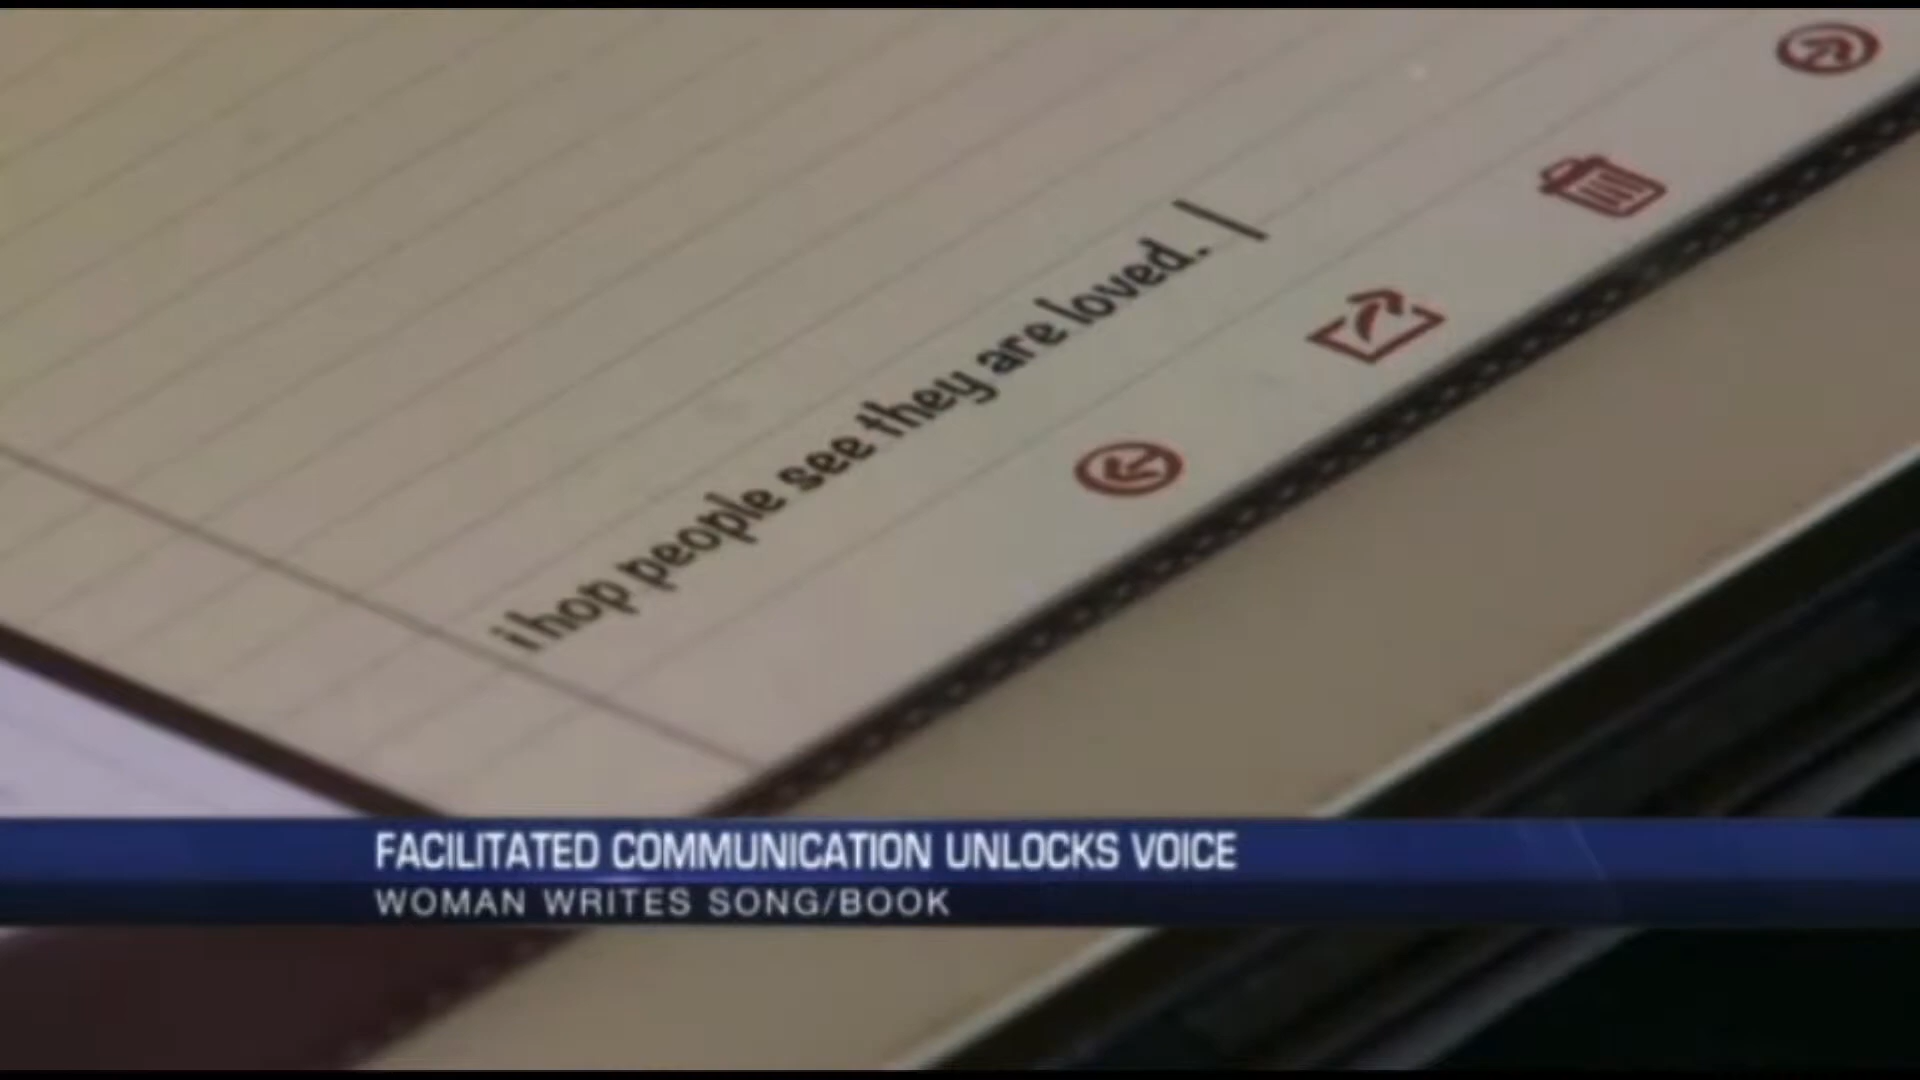 i hop people see they are loved.
FACILITATED COMMUNICATION UNLOCKS VOICE
WOMAN WRITES SONG/BOOK